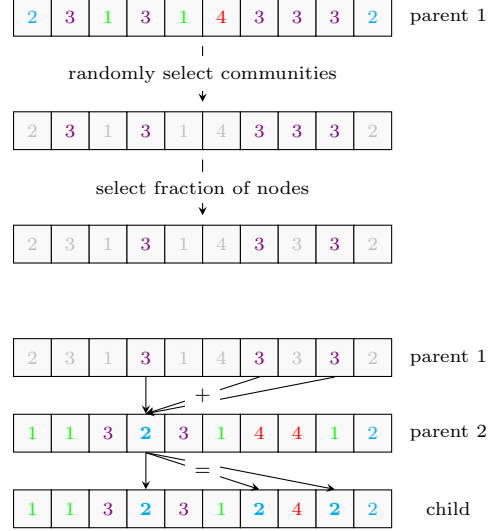 2 3 1 3 1 4 3 3 3 2 parent 1
randomly select communities
2 3 1 3 1 4 3 3 3 2
select fraction of nodes
2 3 1 3 1 4 3 3 3 2
2 3 1 3 1 4 3 3 3 2 parent 1
+
1 1 3 2 3 1 4 4 1 2 parent 2
=
1 1 3 2 3 1 2 4 2 2 child